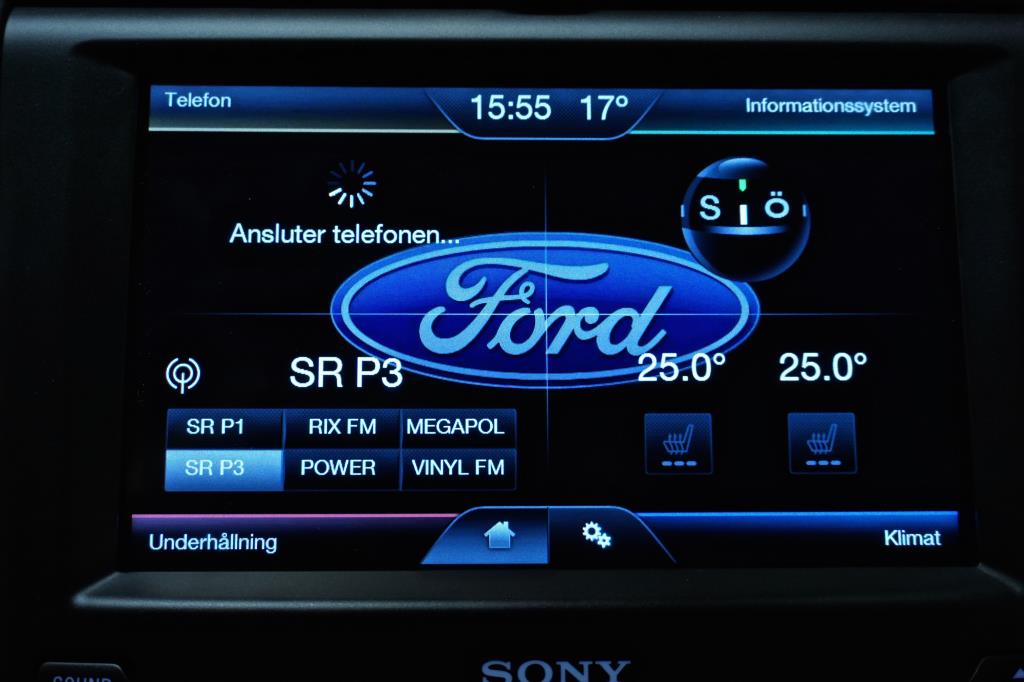 Telefon
15:55 17°
Informationssystem
Ansluter telefonen...
S Ö
Ford
SR P3
25.0° 25.0°
SR P1 RIX FM MEGAPOL
SR P3 POWER VINYL FM
Underhållning
Klimat
SONY
SOUND